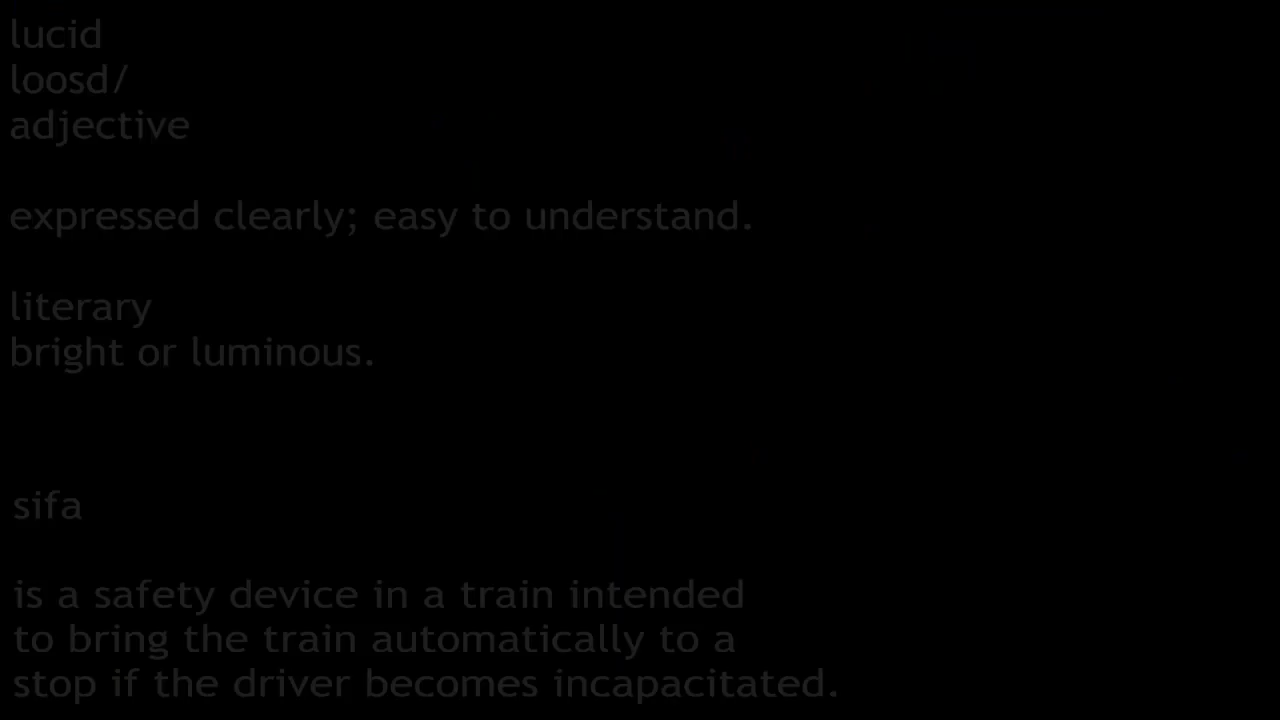 lucid
loosd/
adjective
expressed clearly; easy to understand.
literary
bright or luminous.
sifa
is a safety device in a train intended
to bring the train automatically to a
stop if the driver becomes incapacitated.